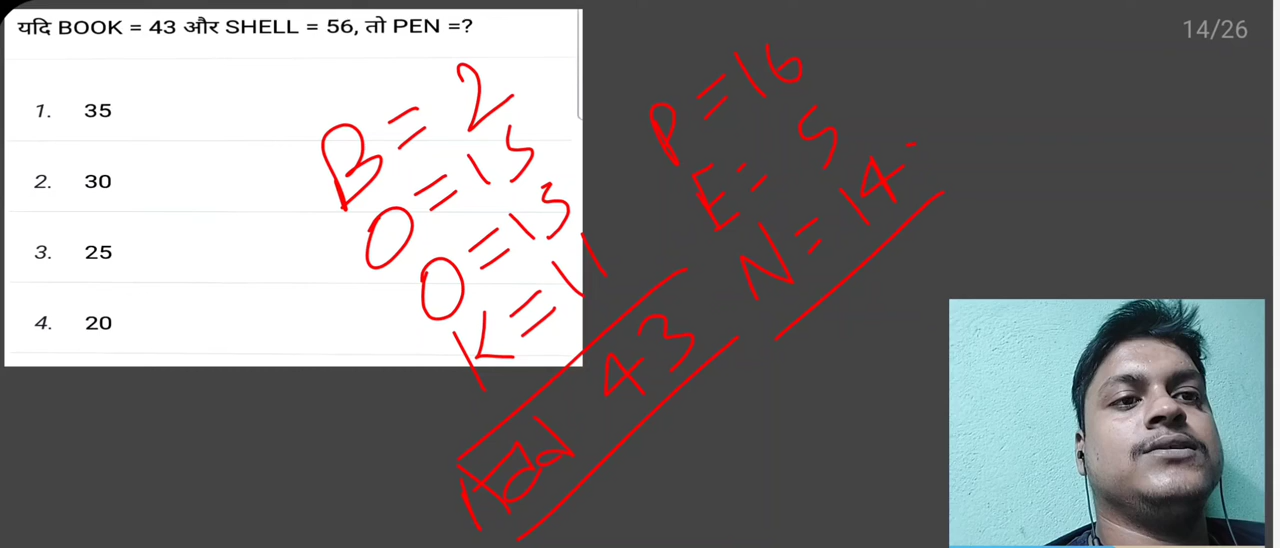 यदि BOOK = 43 और SHELL = 56, तो PEN =?
14/26
1. 35
2. 30
3. 25
4. 20
B = 2
O = 15
O = 15
K = 11
43
P = 16
E = 5
N = 14